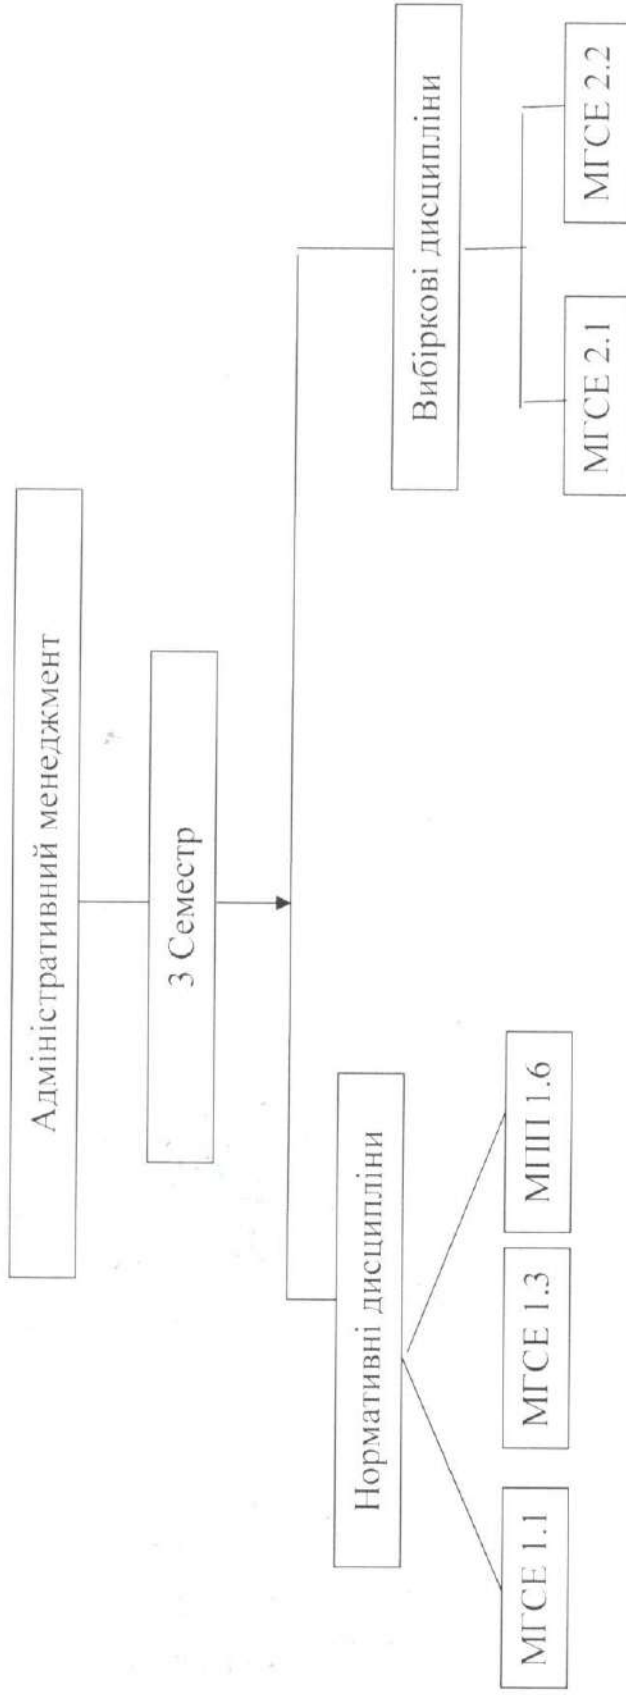 Адміністративний менеджмент
3 Семестр
Нормативні дисципліни
Вибіркові дисципліни
МГСЕ 1.1
МГСЕ 1.3
МПП 1.6
МГСЕ 2.1
МГСЕ 2.2